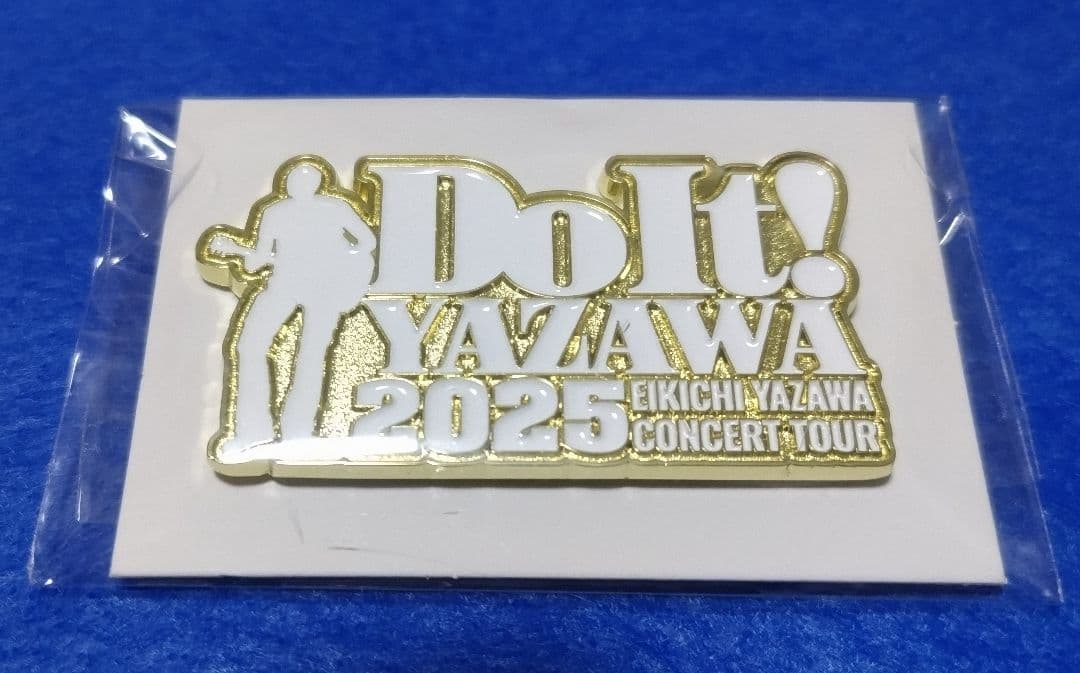 Do It!
YAZAWA
2025 EIKICHI YAZAWA
CONCERT TOUR